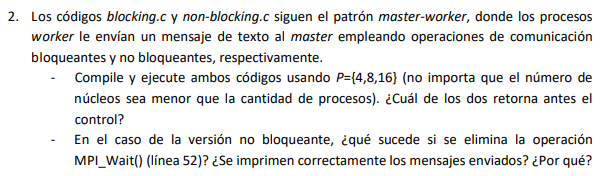 2. Los códigos blocking.c y non-blocking.c siguen el patrón master-worker, donde los procesos
worker le envían un mensaje de texto al master empleando operaciones de comunicación
bloqueantes y no bloqueantes, respectivamente.
- Compile y ejecute ambos códigos usando P={4,8,16} (no importa que el número de
núcleos sea menor que la cantidad de procesos). ¿Cuál de los dos retorna antes el
control?
- En el caso de la versión no bloqueante, ¿qué sucede si se elimina la operación
MPI_Wait() (línea 52)? ¿Se imprimen correctamente los mensajes enviados? ¿Por qué?